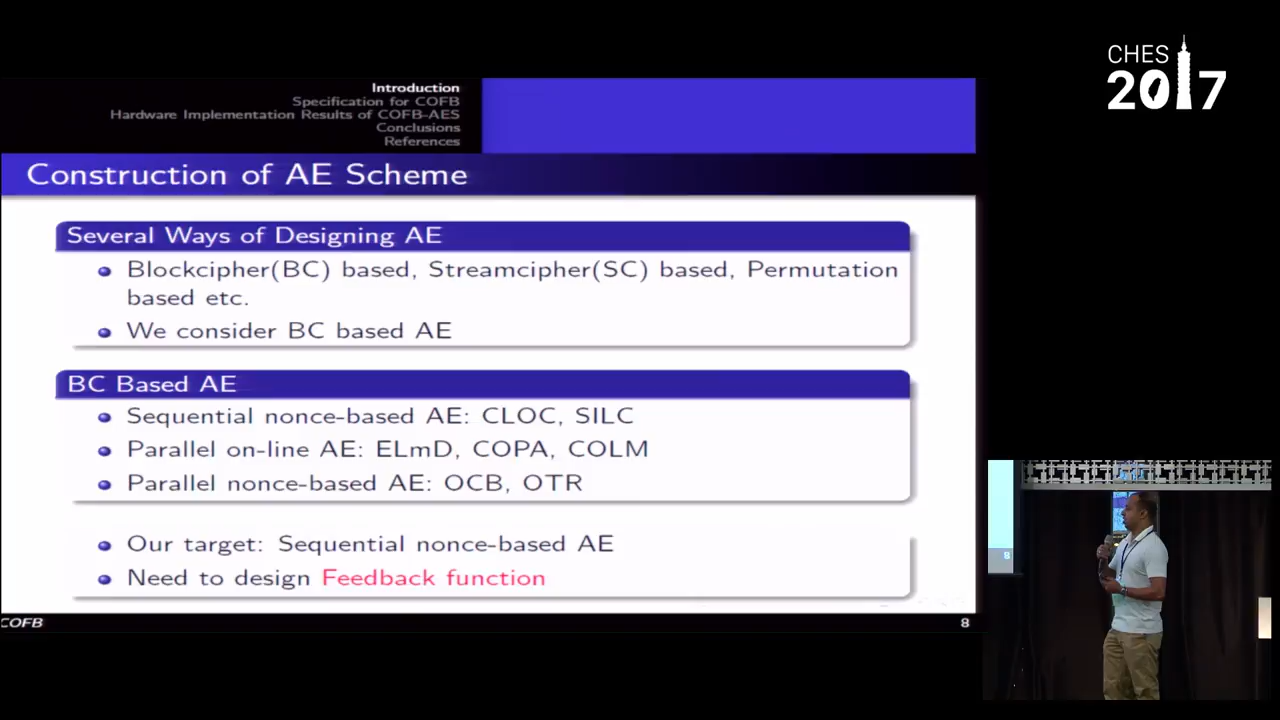 CHES
2017
Introduction
Specification for COFB
Hardware Implementation Results of COFB-AES
Conclusions
References
Construction of AE Scheme
Several Ways of Designing AE
Blockcipher(BC) based, Streamcipher(SC) based, Permutation
based etc.
We consider BC based AE
BC Based AE
Sequential nonce-based AE: CLOC, SILC
Parallel on-line AE: ELmD, COPA, COLM
Parallel nonce-based AE: OCB, OTR
Our target: Sequential nonce-based AE
Need to design Feedback function
COFB
8
8